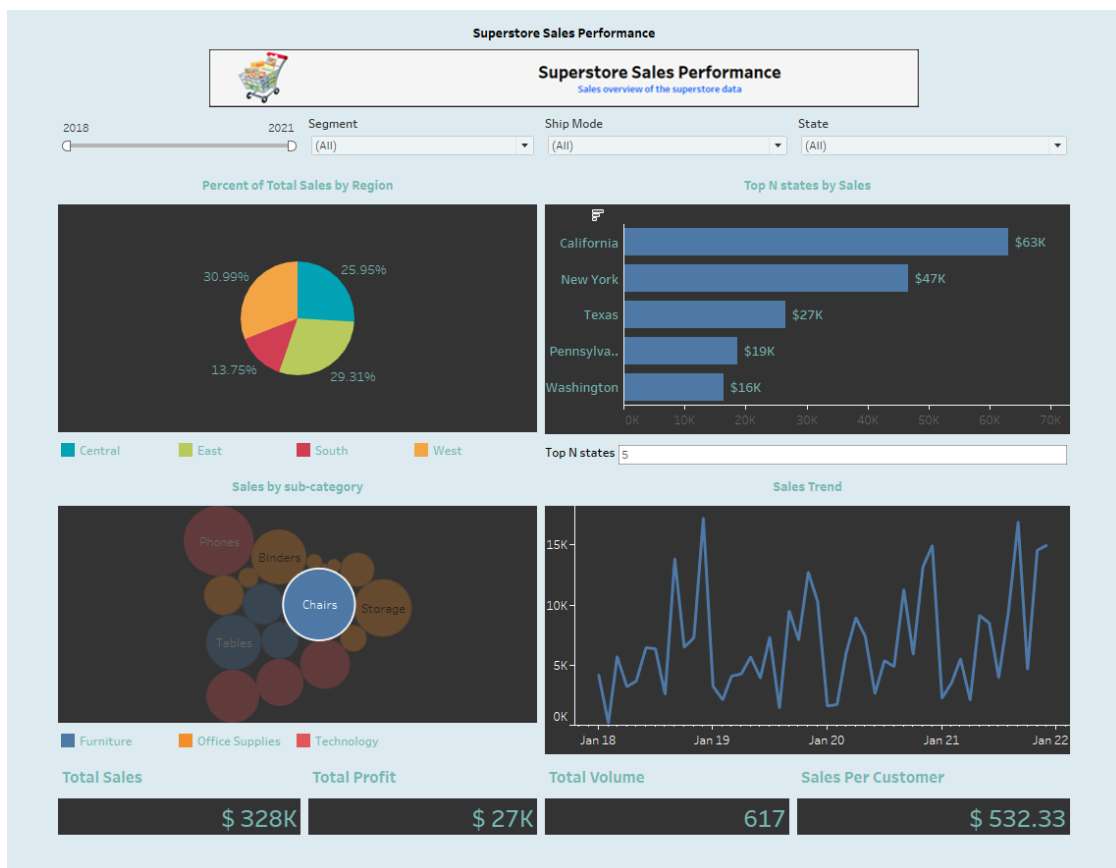 Superstore Sales Performance
Superstore Sales Performance
Sales overview of the superstore data
2018
2021
Segment
(All)
Ship Mode
(All)
State
(All)
Percent of Total Sales by Region
30.99%
25.95%
13.75%
29.31%
Central
East
South
West
Top N states by Sales
California
$63K
New York
$47K
Texas
$27K
Pennsylva..
$19K
Washington
$16K
0K 10K 20K 30K 40K 50K 60K 70K
Top N states 5
Sales by sub-category
Phones
Binders
Chairs
Storage
Tables
Furniture
Office Supplies
Technology
Sales Trend
15K
10K
5K
0K
Jan 18 Jan 19 Jan 20 Jan 21 Jan 22
Total Sales
$ 328K
Total Profit
$ 27K
Total Volume
617
Sales Per Customer
$ 532.33